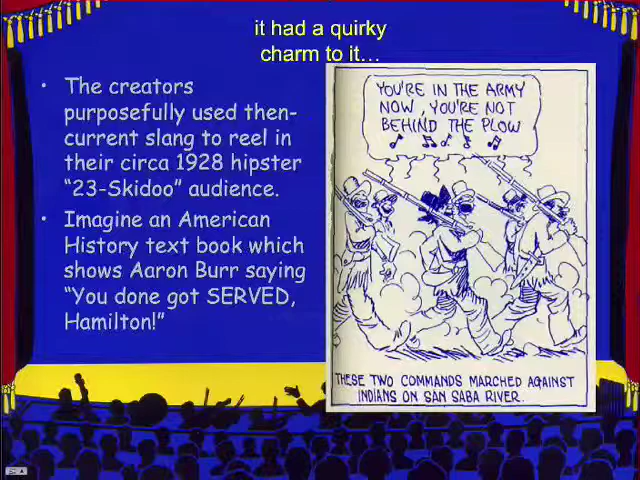 it had a quirky
charm to it…
• The creators
purposefully used then-
current slang to reel in
their circa 1928 hipster
“23-Skidoo” audience.
• Imagine an American
History text book which
shows Aaron Burr saying
“You done got SERVED,
Hamilton!”
YOU'RE IN THE ARMY
NOW, YOU'RE NOT
BEHIND THE PLOW
THESE TWO COMMANDS MARCHED AGAINST
INDIANS ON SAN SABA RIVER.